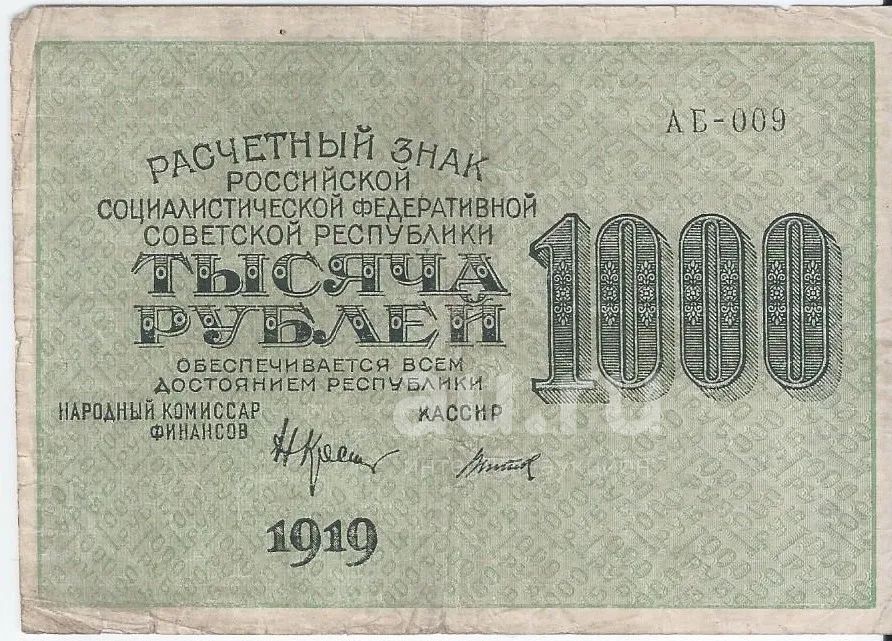 АБ-009
РАСЧЕТНЫЙ ЗНАК
РОССИЙСКОЙ
СОЦИАЛИСТИЧЕСКОЙ ФЕДЕРАТИВНОЙ
СОВЕТСКОЙ РЕСПУБЛИКИ
ТЫСЯЧА
РУБЛЕЙ
1000
ОБЕСПЕЧИВАЕТСЯ ВСЕМ
ДОСТОЯНИЕМ РЕСПУБЛИКИ
НАРОДНЫЙ КОМИССАР
ФИНАНСОВ
КАССИР
1919